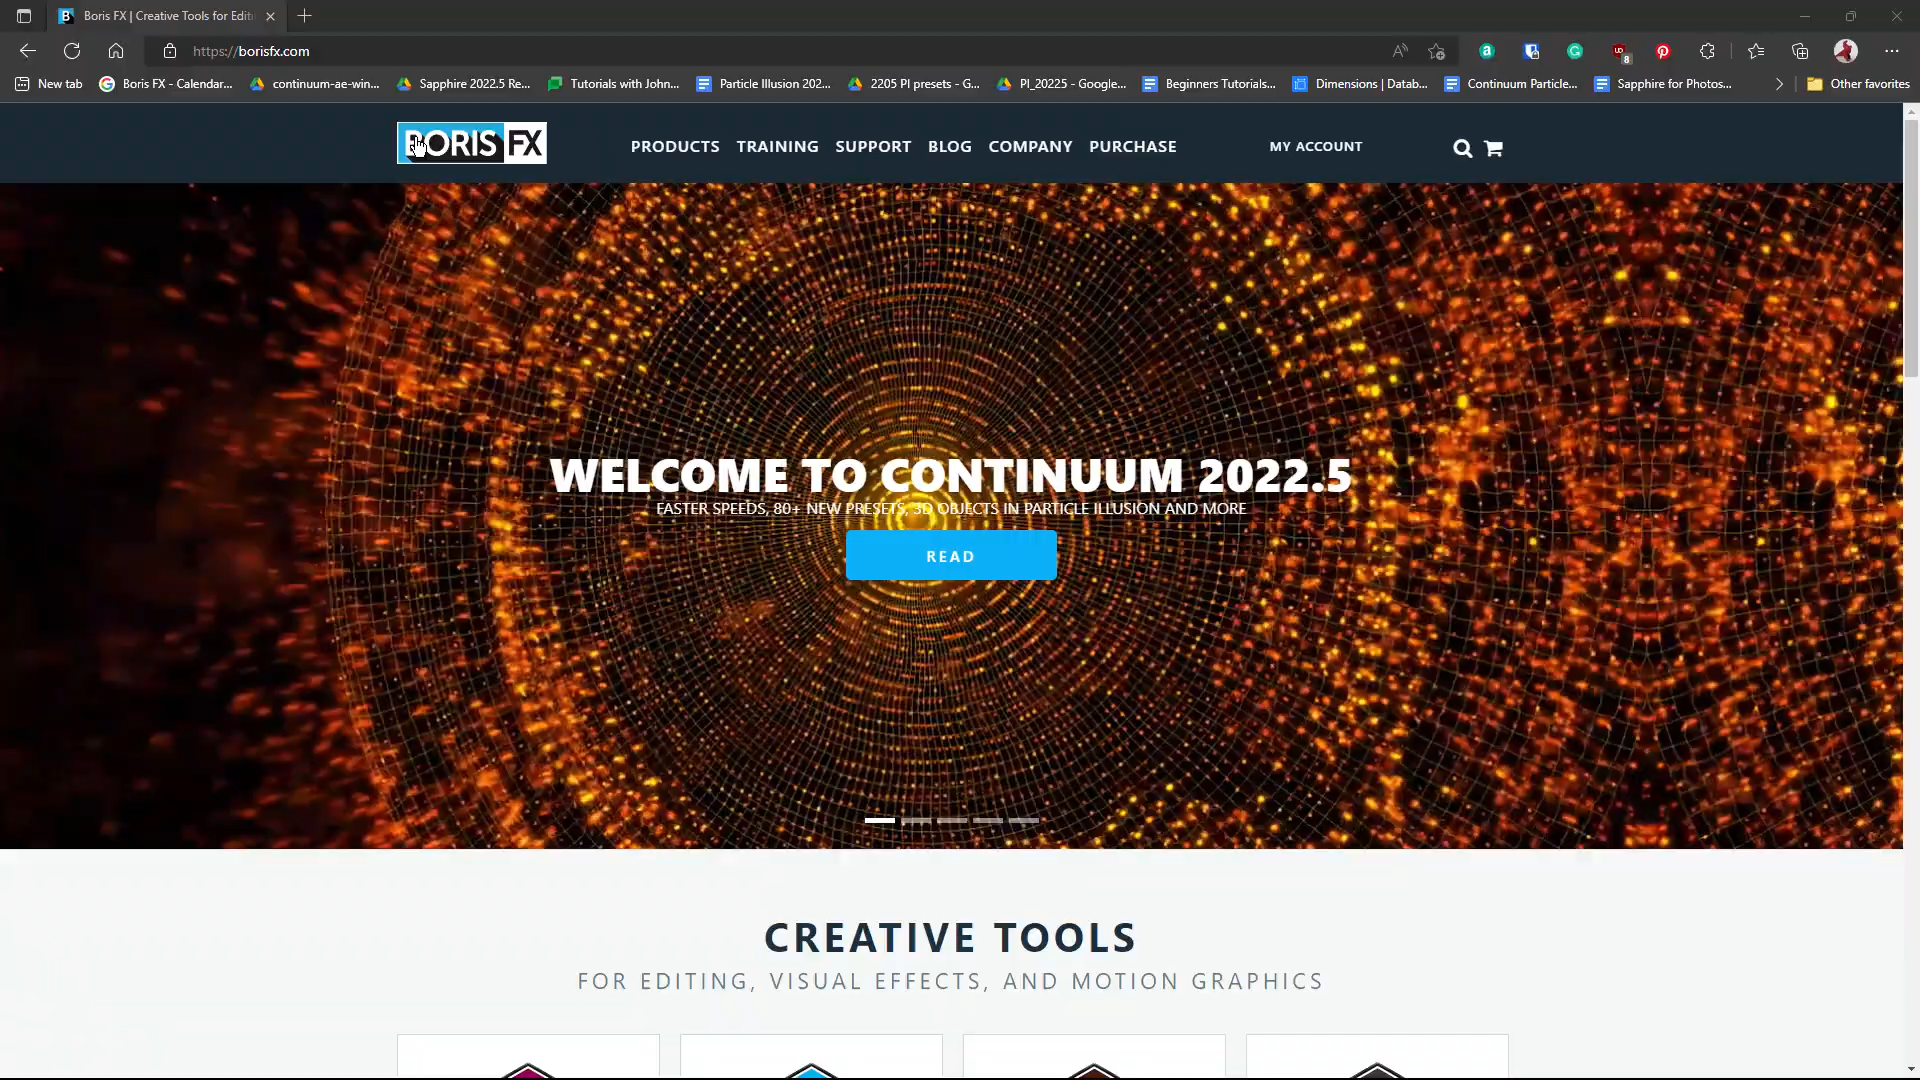 Boris FX | Creative Tools for Edit
https://borisfx.com
8
New tab
Boris FX - Calendar...
continuum-ae-win...
Sapphire 2022.5 Re...
Tutorials with John...
Particle Illusion 202...
2205 PI presets - G...
PI_20225 - Google...
Beginners Tutorials...
Dimensions | Datab...
Continuum Particle...
Sapphire for Photos...
Other favorites
BORIS FX
PRODUCTS
TRAINING
SUPPORT
BLOG
COMPANY
PURCHASE
MY ACCOUNT
WELCOME TO CONTINUUM 2022.5
FASTER SPEEDS, 80+ NEW PRESETS, 3D OBJECTS IN PARTICLE ILLUSION AND MORE
READ
CREATIVE TOOLS
FOR EDITING, VISUAL EFFECTS, AND MOTION GRAPHICS